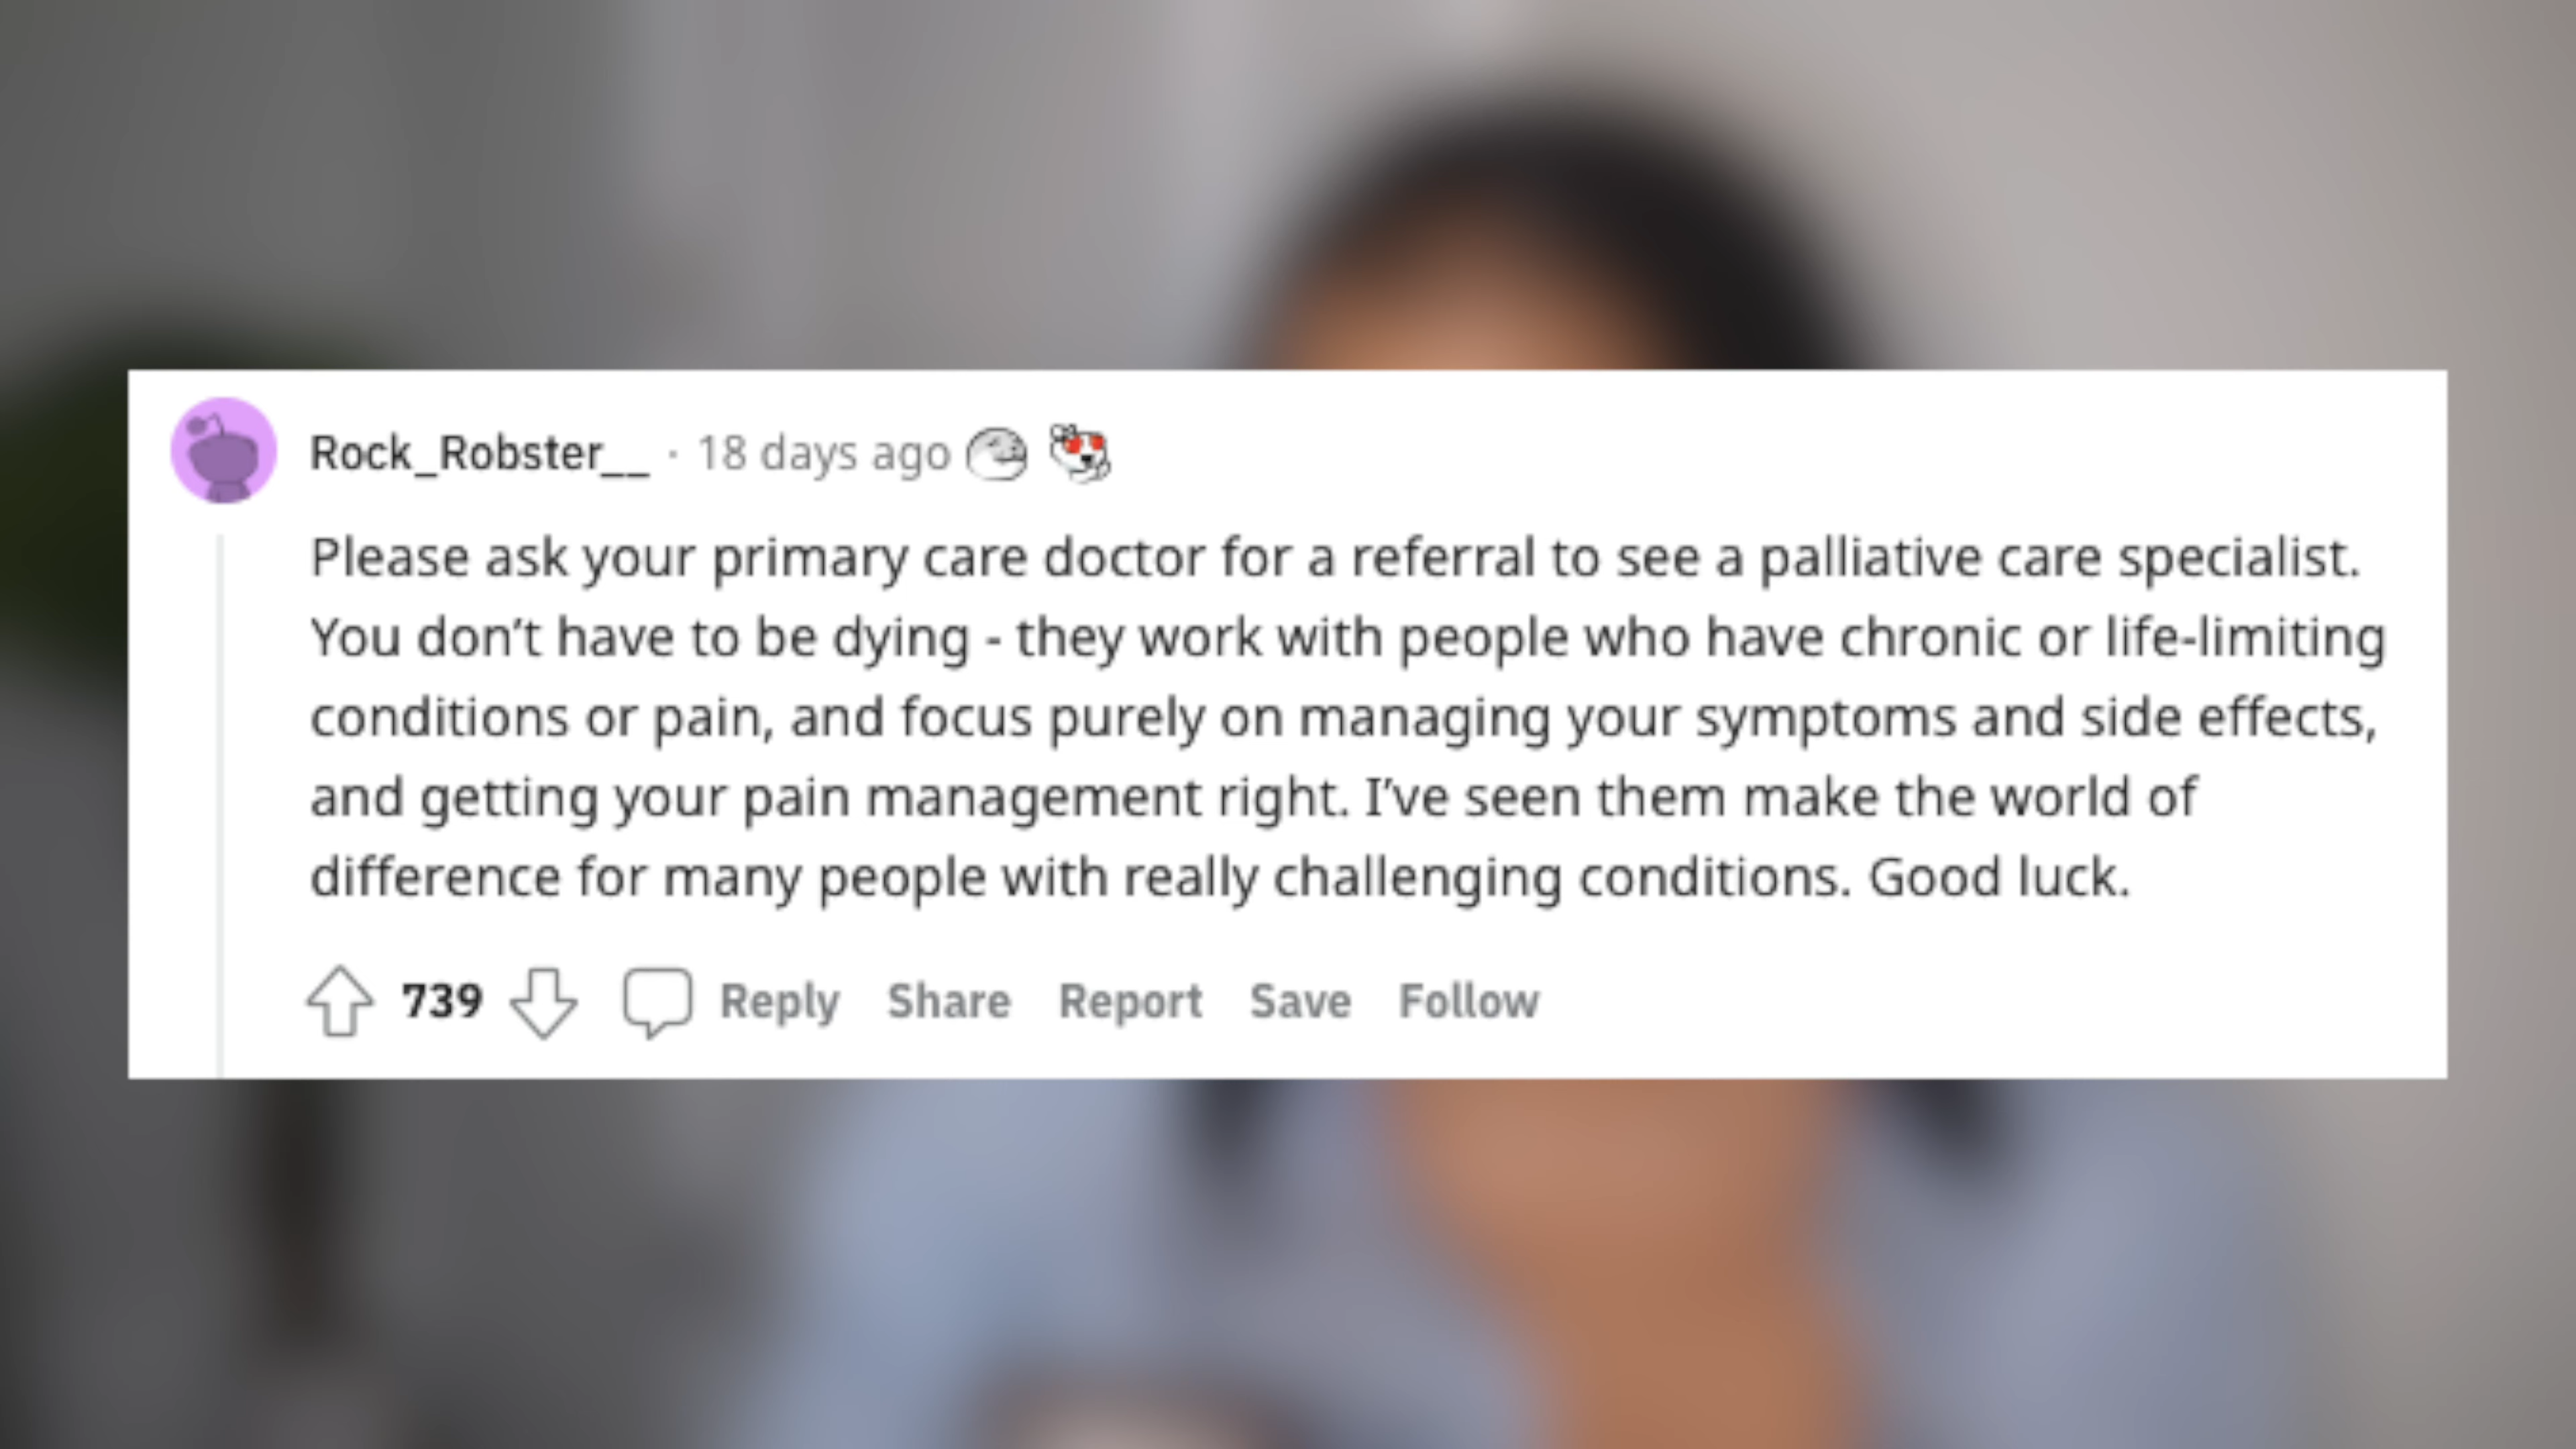 Rock_Robster__ · 18 days ago
Please ask your primary care doctor for a referral to see a palliative care specialist.
You don’t have to be dying - they work with people who have chronic or life-limiting
conditions or pain, and focus purely on managing your symptoms and side effects,
and getting your pain management right. I’ve seen them make the world of
difference for many people with really challenging conditions. Good luck.
739 Reply Share Report Save Follow